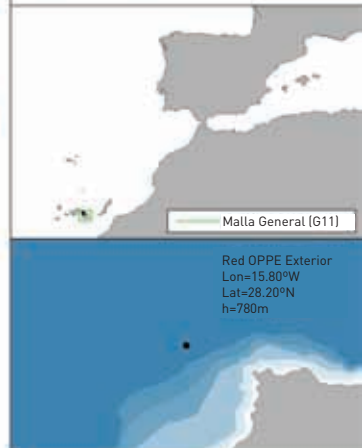 Malla General (G11)
Red OPPE Exterior
Lon=15.80ºW
Lat=28.20ºN
h=780m